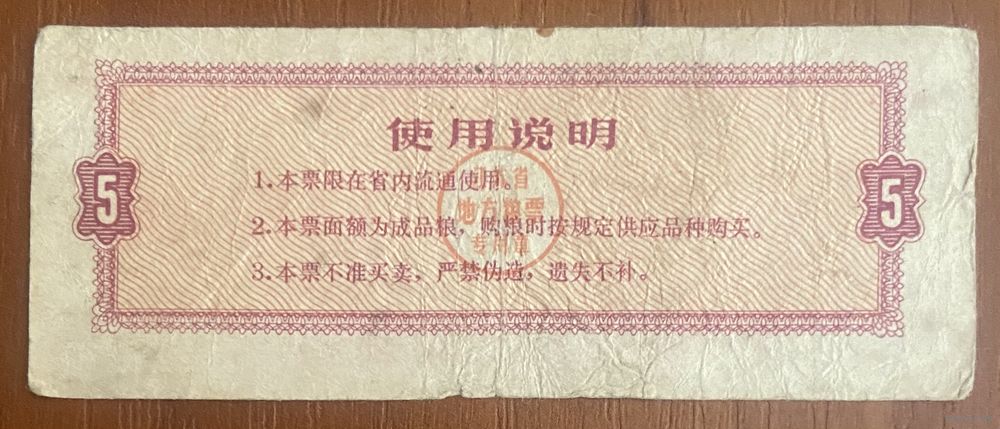 使用说明
1.本票限在省内流通使用。
5
2.本票面额为成品粮，购粮时按规定供应品种购买。
5
3.本票不准买卖，严禁伪造，遗失不补。
省
地方粮票
专用章